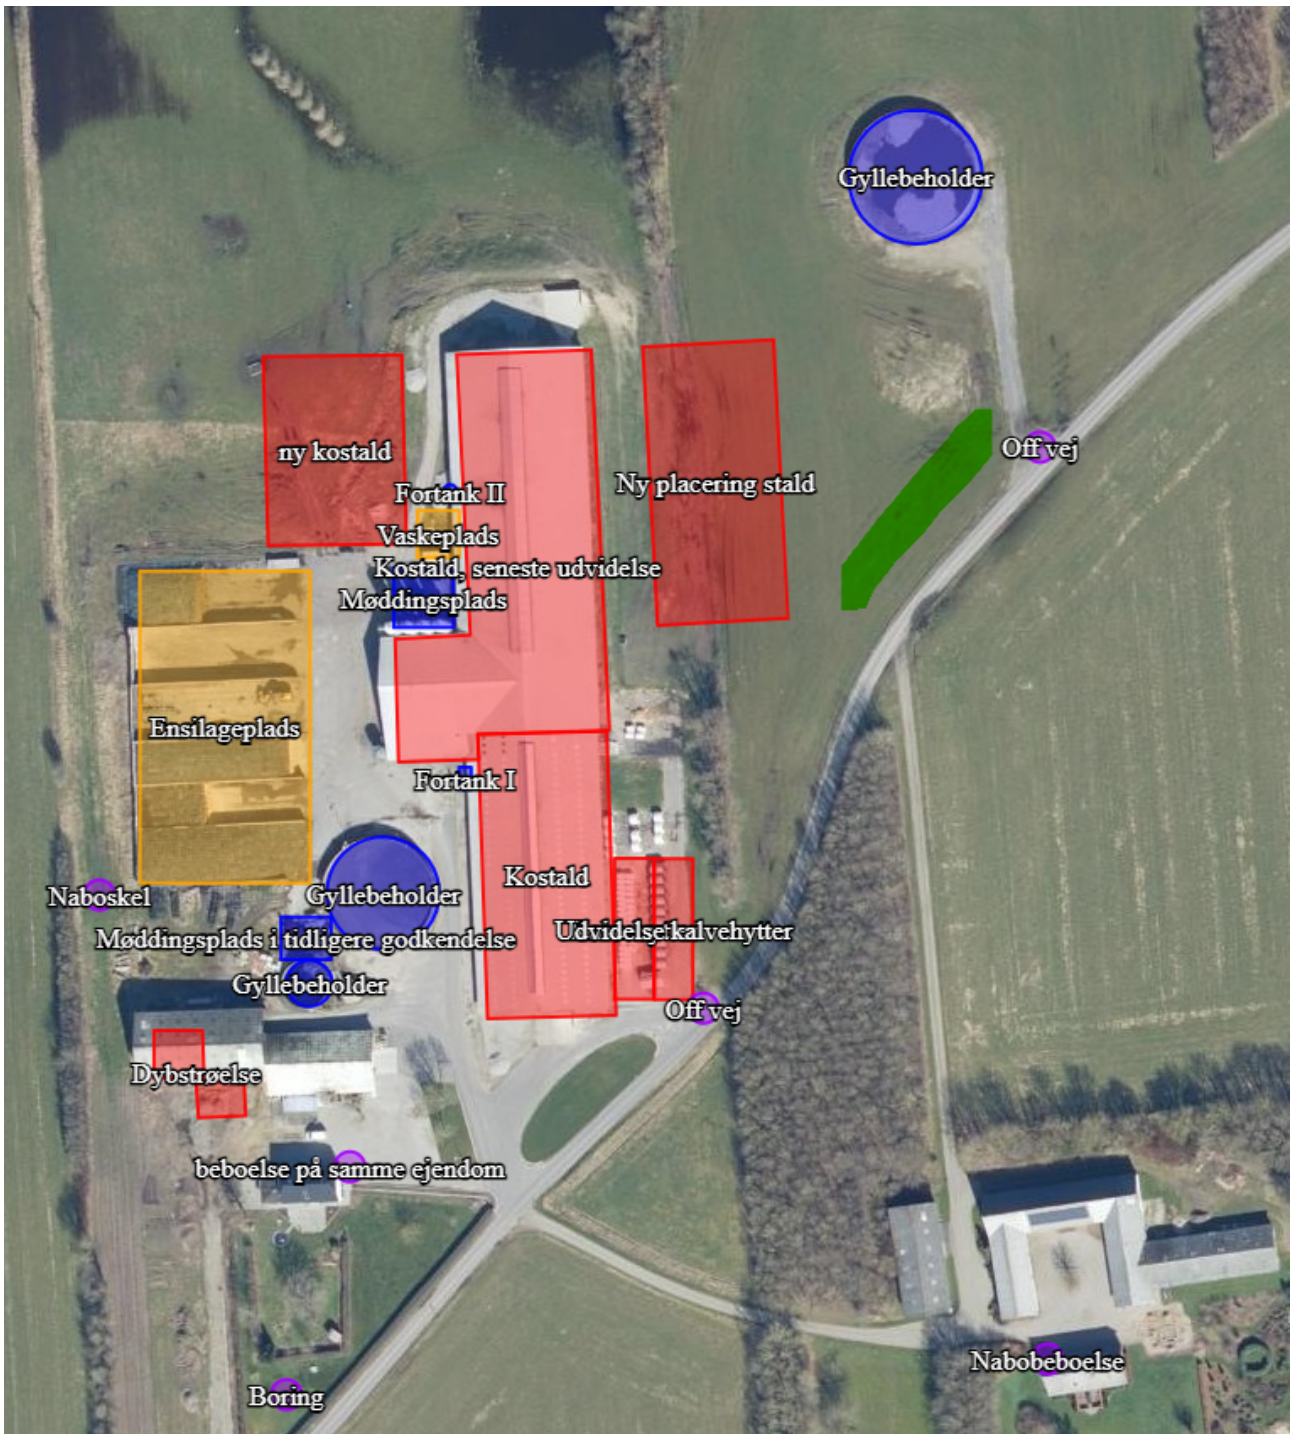 Gyllebeholder
Off vej
ny kostald
Ny placering stald
Fortank II
Vaskeplads
Kostald, seneste udvidelse
Møddingsplads
Ensilageplads
Fortank I
Kostald
Naboskel
Gyllebeholder
Udvidelse kalvehytter
Møddingsplads i tidligere godkendelse
Gyllebeholder
Off vej
Dybstrøelse
beboelse på samme ejendom
Nabobeboelse
Boring